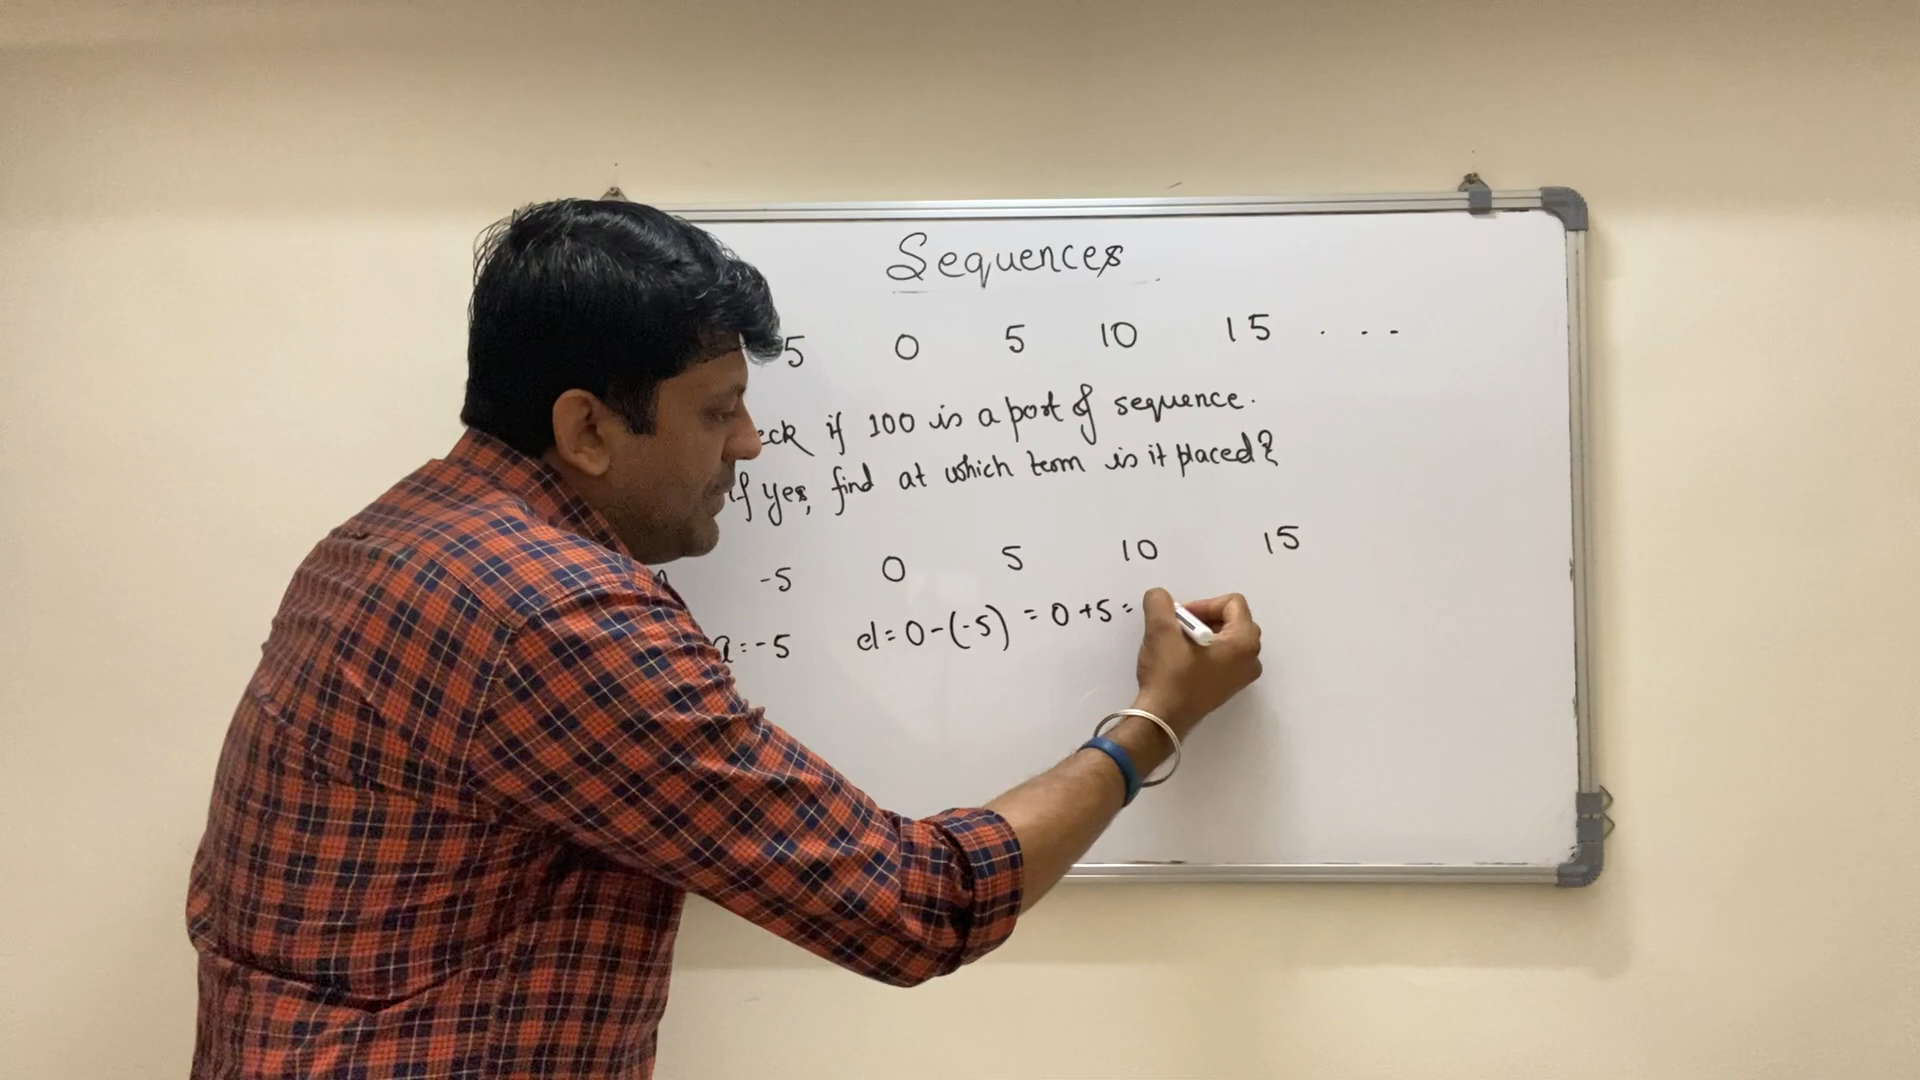 Sequences
5 0 5 10 15 . . .
eck if 100 is a part of sequence.
if yes, find at which term is it placed?
-5 0 5 10 15
a=-5 d=0-(-5) = 0+5=